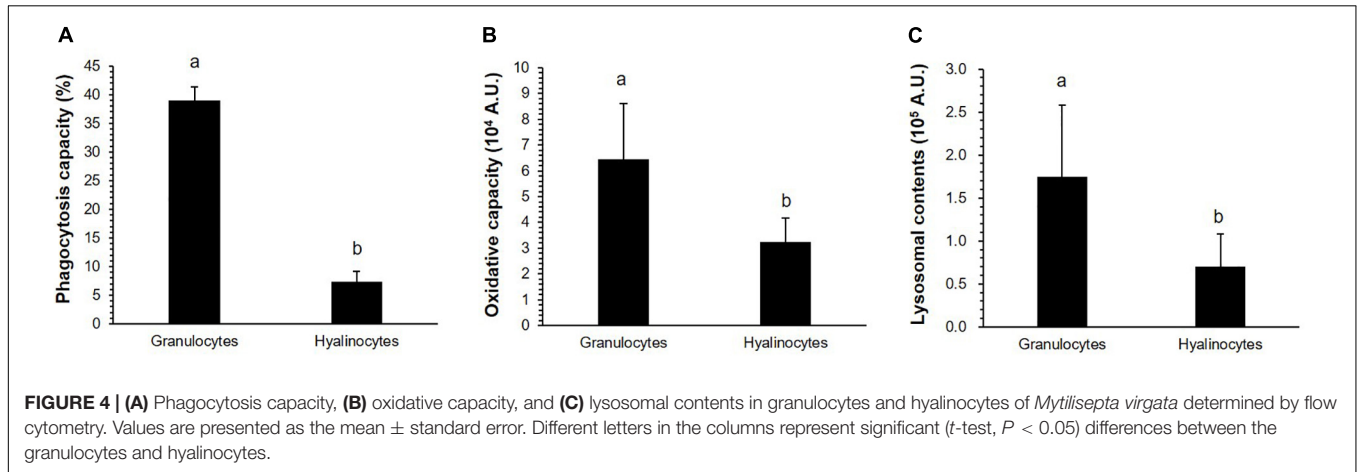 A
Phagocytosis capacity (%)
45
40
35
30
25
20
15
10
5
0
a
b
Granulocytes Hyalinocytes
B
Oxidative capacity (10⁴ A.U.)
10
9
8
7
6
5
4
3
2
1
0
a
b
Granulocytes Hyalinocytes
C
Lysosomal contents (10⁵ A.U.)
3.0
2.5
2.0
1.5
1.0
0.5
0.0
a
b
Granulocytes Hyalinocytes
FIGURE 4 | (A) Phagocytosis capacity, (B) oxidative capacity, and (C) lysosomal contents in granulocytes and hyalinocytes of Mytilisepta virgata determined by flow
cytometry. Values are presented as the mean ± standard error. Different letters in the columns represent significant (t-test, P < 0.05) differences between the
granulocytes and hyalinocytes.